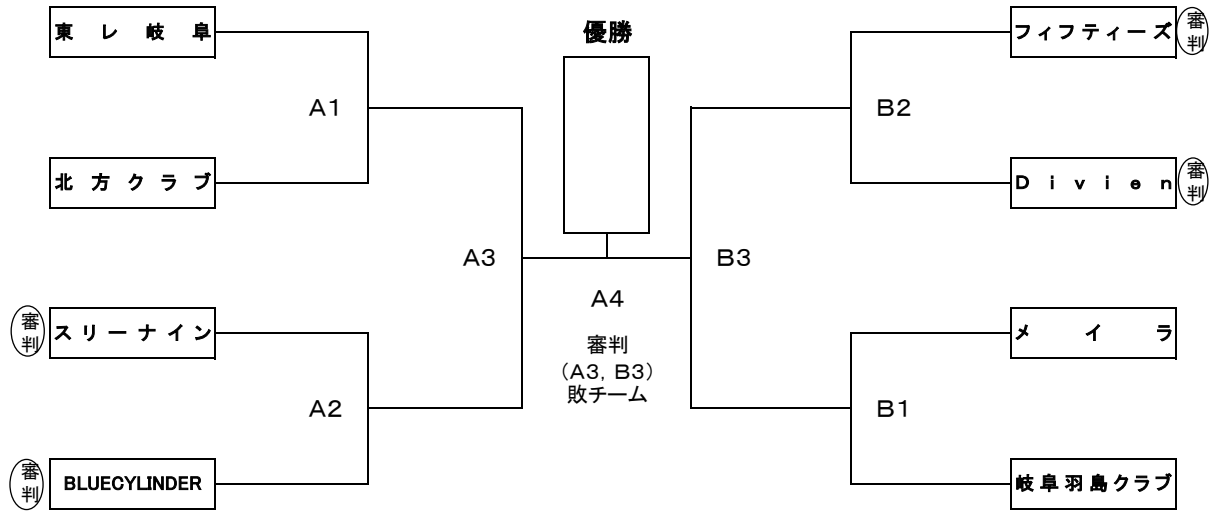 優勝
東レ岐阜
A1
北方クラブ
A3
審判
スリーナイン
A2
審判
BLUECYLINDER
A4
審判
(A3, B3)
敗チーム
フィフティーズ
審判
B2
Divien
審判
B3
メイラ
B1
岐阜羽島クラブ